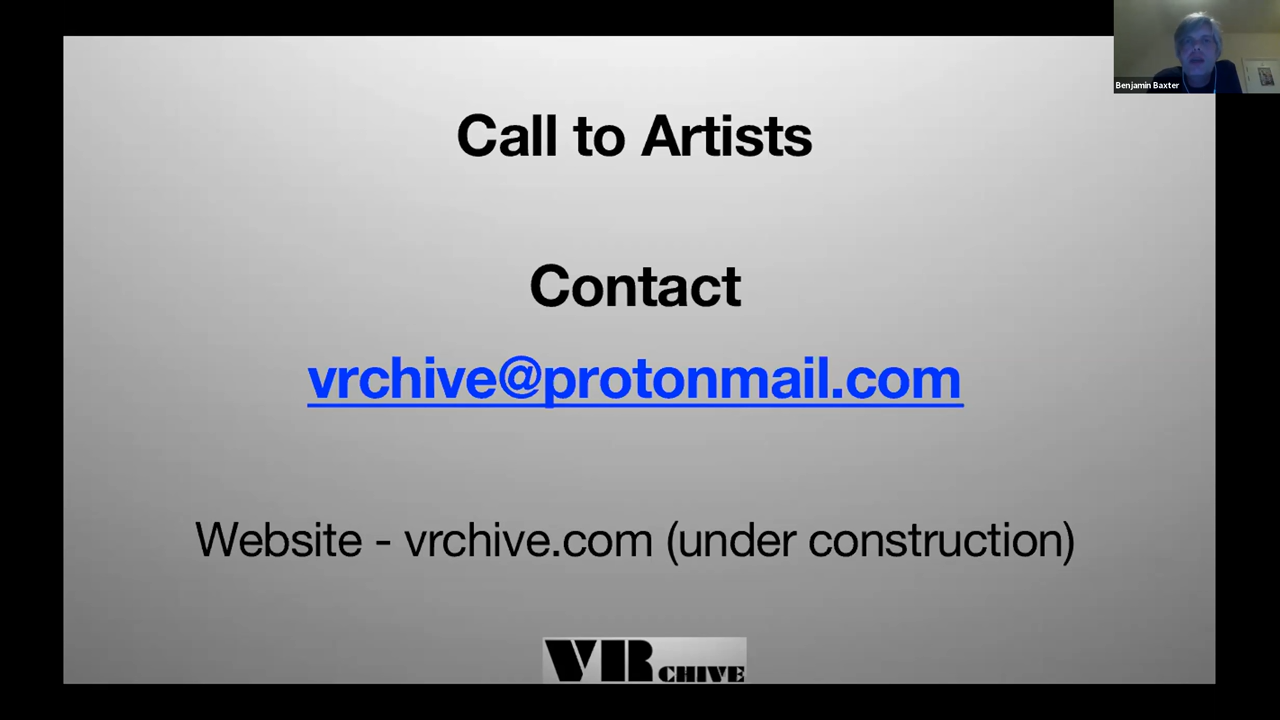 Benjamin Baxter
Call to Artists
Contact
vrchive@protonmail.com
Website - vrchive.com (under construction)
VRCHIVE